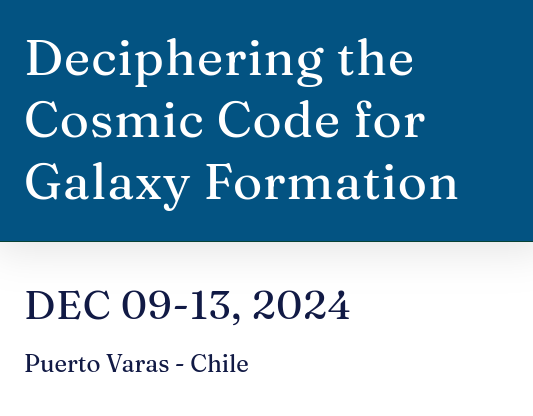 Deciphering the
Cosmic Code for
Galaxy Formation
DEC 09-13, 2024
Puerto Varas - Chile